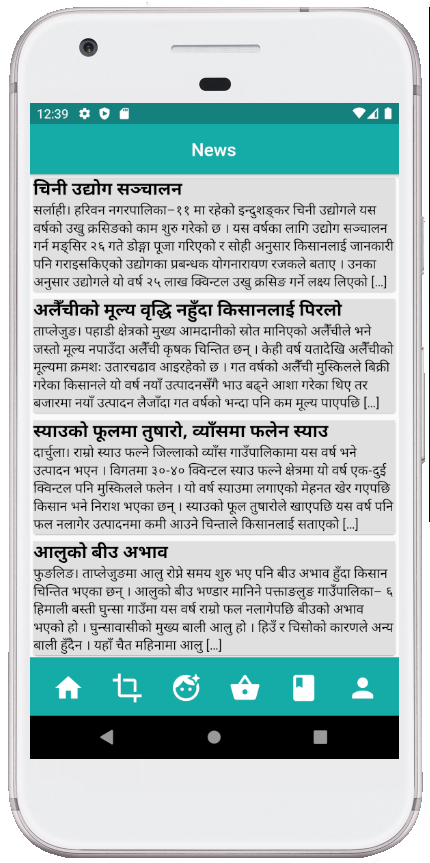 12:39
News
चिनी उद्योग सञ्चालन
सर्लाही। हरिवन नगरपालिका–११ मा रहेको इन्दुशङ्कर चिनी उद्योगले यस
वर्षको उखु क्रसिङको काम शुरु गरेको छ । यस वर्षका लागि उद्योग सञ्चालन
गर्न मङ्सिर २६ गते डोङ्गा पूजा गरिएको र सोही अनुसार किसानलाई जानकारी
पनि गराइसकिएको उद्योगका प्रबन्धक योगनारायण रजकले बताए । उनका
अनुसार उद्योगले यो वर्ष २५ लाख क्विन्टल उखु क्रसिङ गर्ने लक्ष्य लिएको [...]
अलैँचीको मूल्य वृद्धि नहुँदा किसानलाई पिरलो
ताप्लेजुङ। पहाडी क्षेत्रको मुख्य आमदानीको स्रोत मानिएको अलैँचीले भने
जस्तो मूल्य नपाउँदा अलैँची कृषक चिन्तित छन् । केही वर्ष यतादेखि अलैँचीको
मूल्यमा क्रमशः उतारचढाव आइरहेको छ । गत वर्षको अलैँची मुस्किलले बिक्री
गरेका किसानले यो वर्ष नयाँ उत्पादनसँगै भाउ बढ्ने आशा गरेका थिए तर
बजारमा नयाँ उत्पादन लैजाँदा गत वर्षको भन्दा पनि कम मूल्य पाएपछि [...]
स्याउको फूलमा तुषारो, व्याँसमा फलेन स्याउ
दार्चुला। राम्रो स्याउ फल्ने जिल्लाको व्याँस गाउँपालिकामा यस वर्ष भने
उत्पादन भएन । विगतमा ३०-४० क्विन्टल स्याउ फल्ने क्षेत्रमा यो वर्ष एक-दुई
क्विन्टल पनि मुस्किलले फलेन । यो वर्ष स्याउमा लगाएको मेहनत खेर गएपछि
किसान भने निराश भएका छन् । स्याउको फूल तुषारोले खाएपछि यस वर्ष पनि
फल नलागेर उत्पादनमा कमी आउने चिन्ताले किसानलाई सताएको [...]
आलुको बीउ अभाव
फुङलिङ। ताप्लेजुङमा आलु रोप्ने समय शुरु भए पनि बीउ अभाव हुँदा किसान
चिन्तित भएका छन् । आलुको बीउ भण्डार मानिने पक्ताङलुङ गाउँपालिका– ६
हिमाली बस्ती घुन्सा गाउँमा यस वर्ष राम्रो फल नलागेपछि बीउको अभाव
भएको हो । घुन्सावासीको मुख्य बाली आलु हो । हिउँ र चिसोको कारणले अन्य
बाली हुँदैन । यहाँ चैत महिनामा आलु [...]